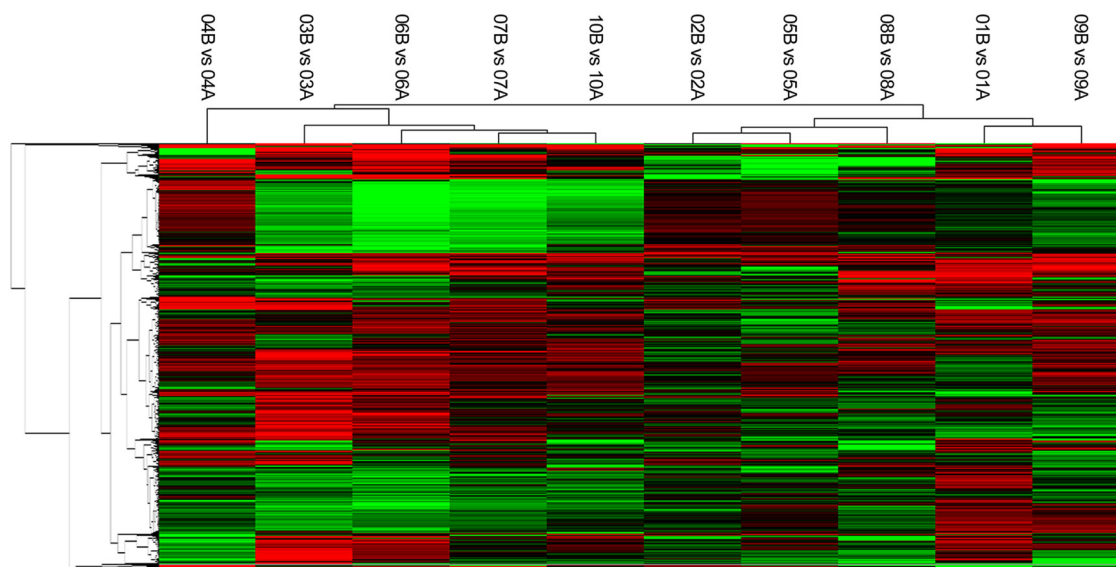 04B vs 04A
03B vs 03A
06B vs 06A
07B vs 07A
10B vs 10A
02B vs 02A
05B vs 05A
08B vs 08A
01B vs 01A
09B vs 09A